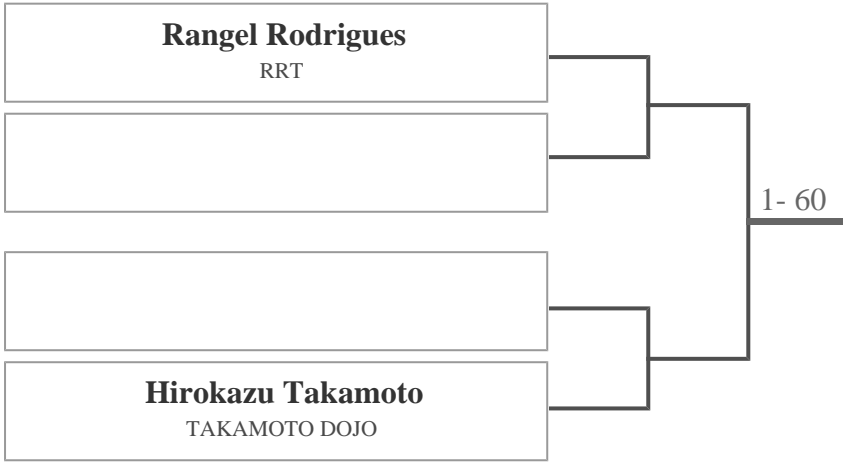 Rangel Rodrigues
RRT
1- 60
Hirokazu Takamoto
TAKAMOTO DOJO